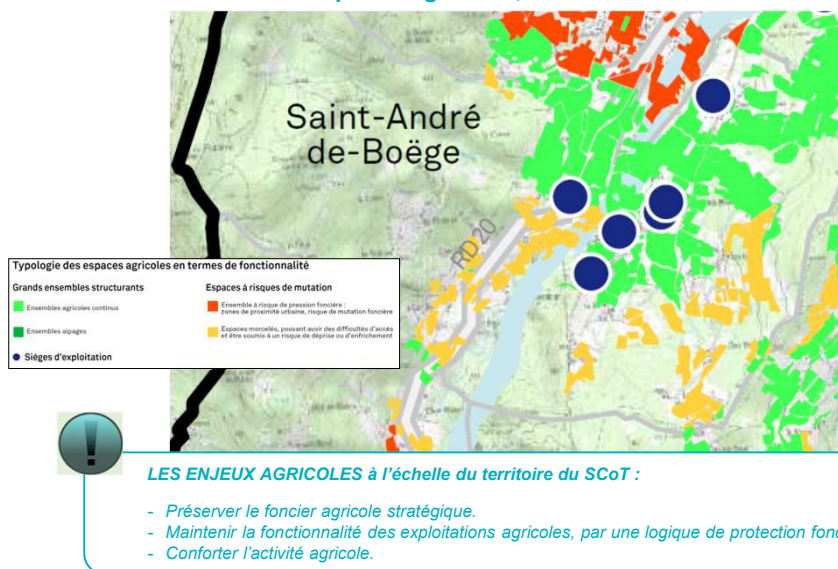 Saint-André
de-Boëge
RD20
Typologie des espaces agricoles en termes de fonctionnalité
Grands ensembles structurants
Ensembles agricoles continus
Ensembles alpages
Sièges d'exploitation
Espaces à risques de mutation
Ensemble à risque de pression foncière :
zones de proximité urbaine, risque de mutation foncière
Espaces morcelés, pouvant avoir des difficultés d'accès
et être soumis à un risque de déprise ou d'enfrichement
LES ENJEUX AGRICOLES à l'échelle du territoire du SCoT :
- Préserver le foncier agricole stratégique.
- Maintenir la fonctionnalité des exploitations agricoles, par une logique de protection
- Conforter l'activité agricole.